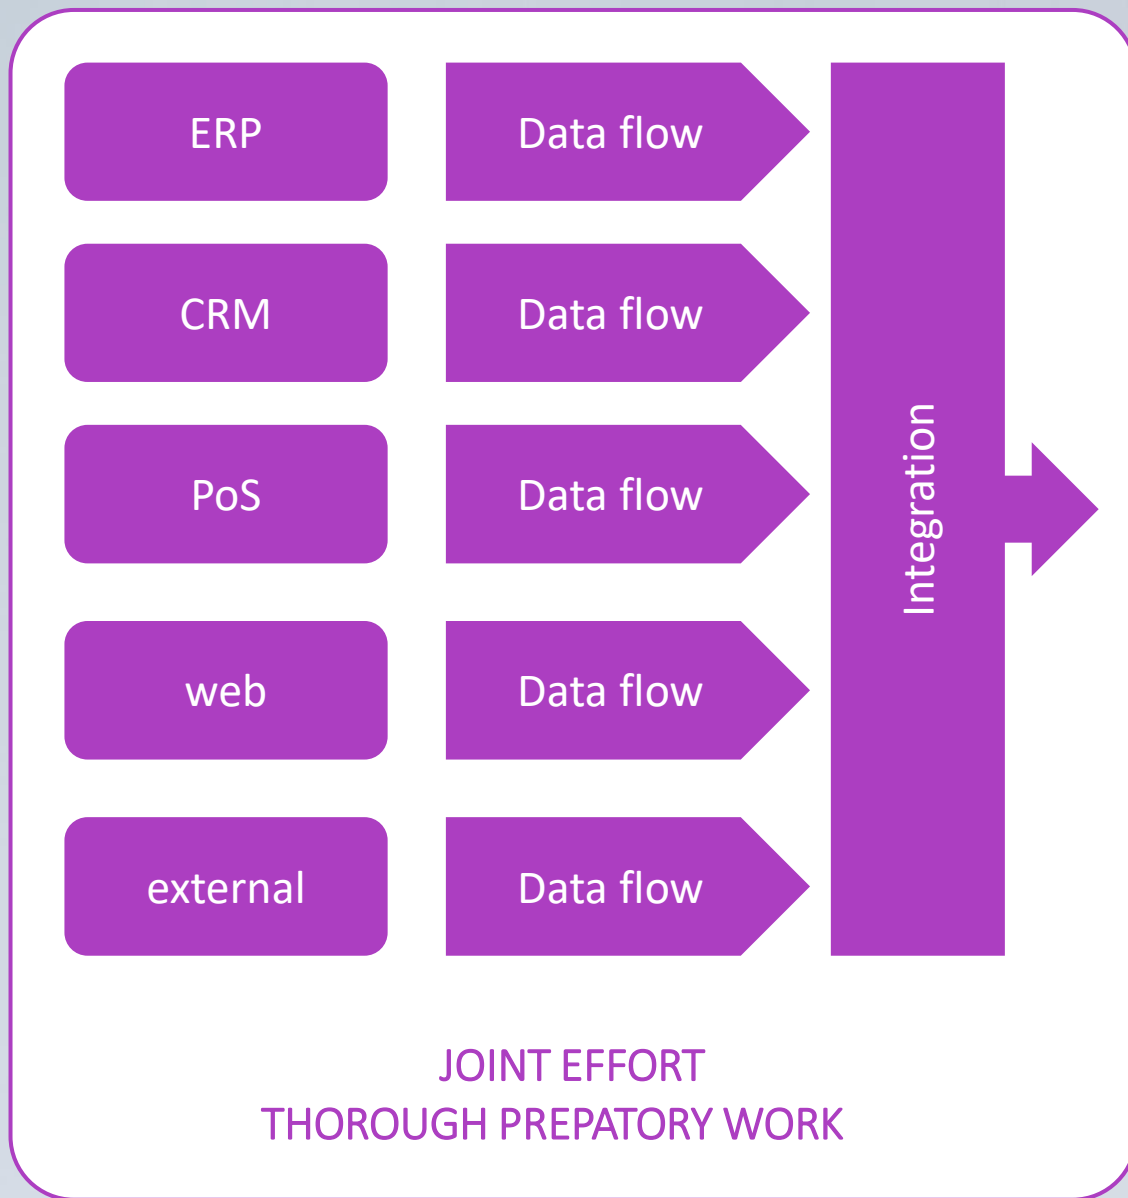 ERP
Data flow
CRM
Data flow
PoS
Data flow
web
Data flow
external
Data flow
Integration
JOINT EFFORT
THOROUGH PREPATORY WORK